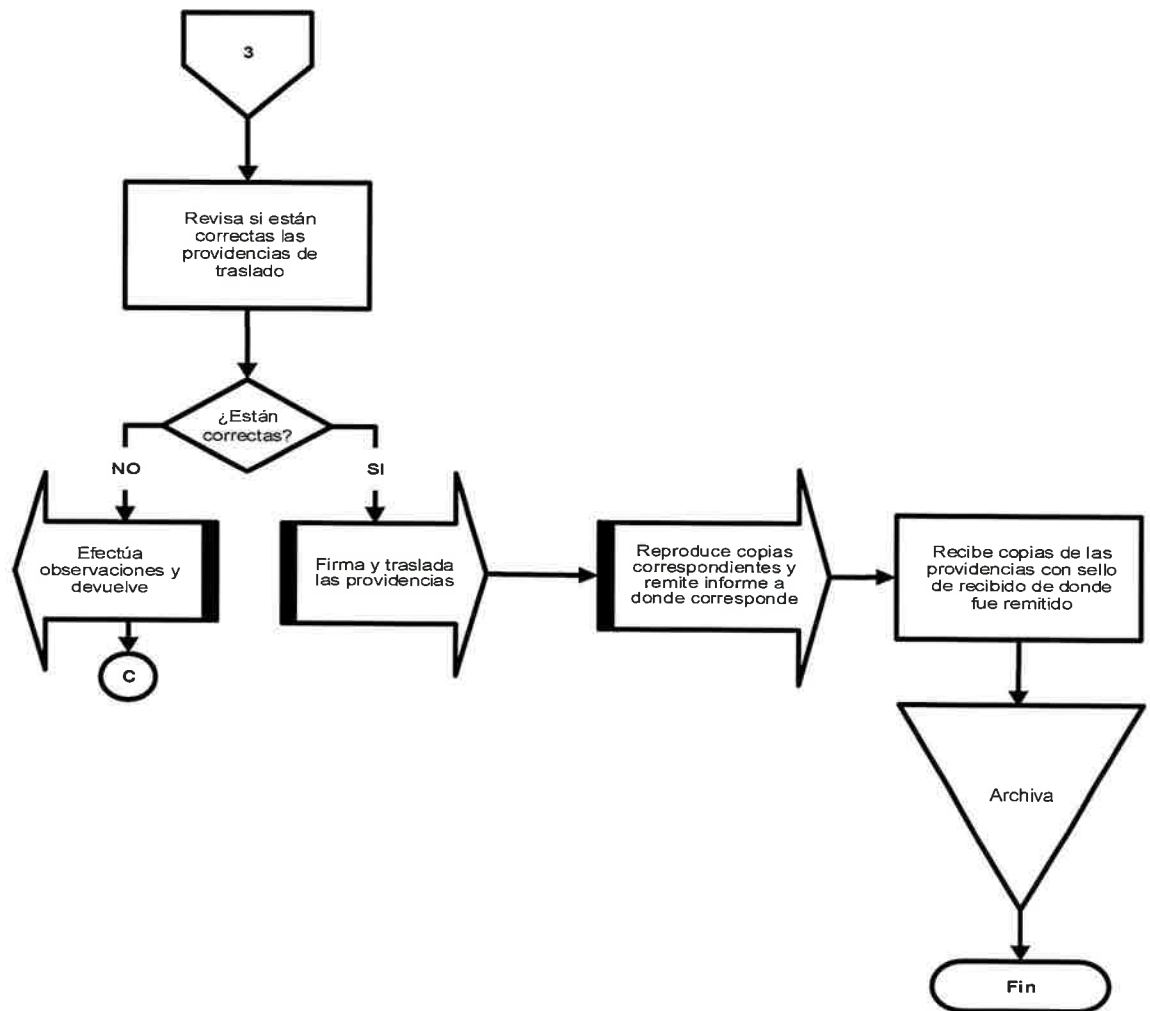 3
Revisa si están
correctas las
providencias de
traslado
¿Están
correctas?
NO
SI
Efectúa
observaciones y
devuelve
C
Firma y traslada
las providencias
Reproduce copias
correspondientes y
remite informe a
donde corresponde
Recibe copias de las
providencias con sello
de recibido de donde
fue remitido
Archiva
Fin